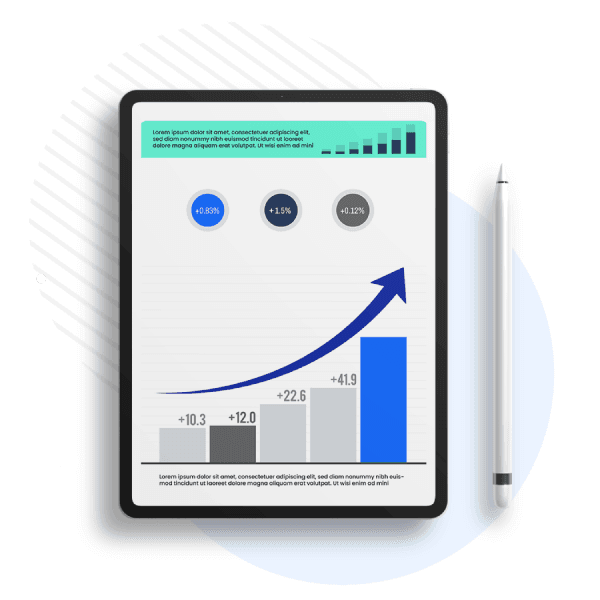 Lorem ipsum dolor sit amet, consectetuer adipiscing elit,
sed diam nonummy nibh euismod tincidunt ut laoreet
dolore magna aliquam erat volutpat. Ut wisi enim ad mini
+0.83%
+1.5%
+0.12%
+41.9
+22.6
+12.0
+10.3
Lorem ipsum dolor sit amet, consectetuer adipiscing elit, sed diam nonummy nibh euis-
mod tincidunt ut laoreet dolore magna aliquam erat volutpat. Ut wisi enim ad mini